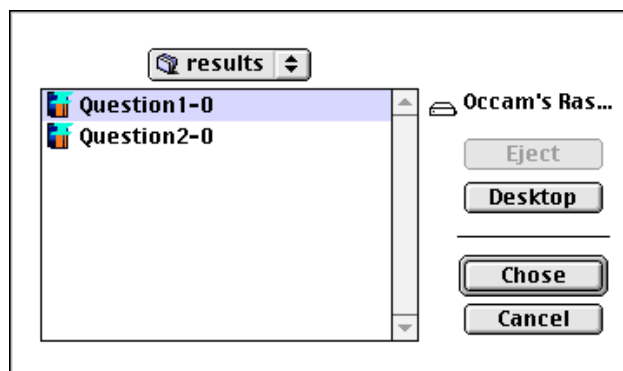 results
Question1-0
Question2-0
Occam's Ras...
Eject
Desktop
Chose
Cancel